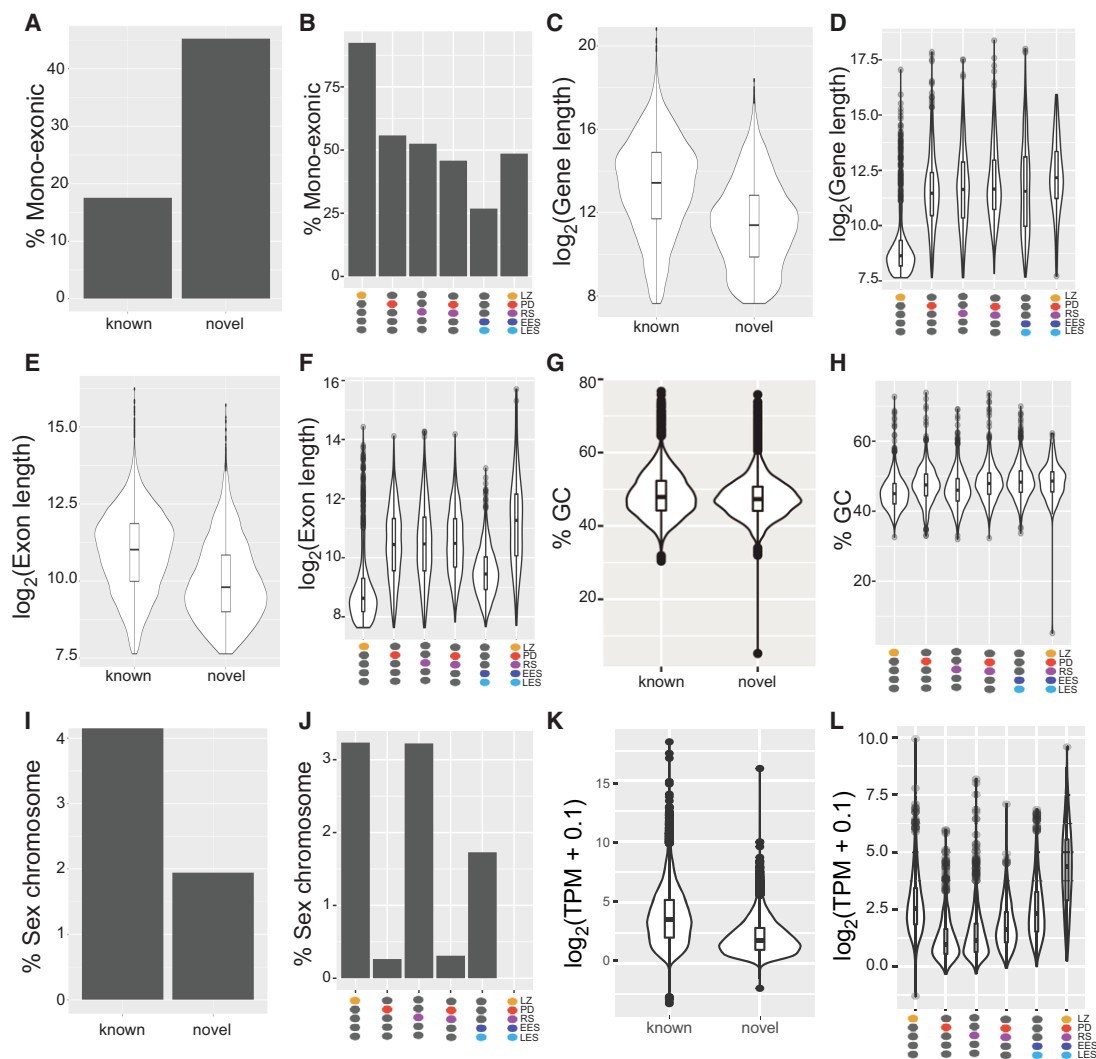 A
% Mono-exonic
40
30
20
10
0
known novel
B
% Mono-exonic
75
50
25
0
LZ
PD
RS
EES
LES
C
log2(Gene length)
20
16
12
8
known novel
D
log2(Gene length)
17.5
15.0
12.5
10.0
7.5
LZ
PD
RS
EES
LES
E
log2(Exon length)
15.0
12.5
10.0
7.5
known novel
F
log2(Exon length)
16
14
12
10
8
LZ
PD
RS
EES
LES
G
% GC
80
60
40
20
known novel
H
% GC
60
40
20
LZ
PD
RS
EES
LES
I
% Sex chromosome
4
3
2
1
0
known novel
J
% Sex chromosome
3
2
1
0
LZ
PD
RS
EES
LES
K
log2(TPM + 0.1)
15
10
5
0
known novel
L
log2(TPM + 0.1)
10.0
7.5
5.0
2.5
0.0
LZ
PD
RS
EES
LES